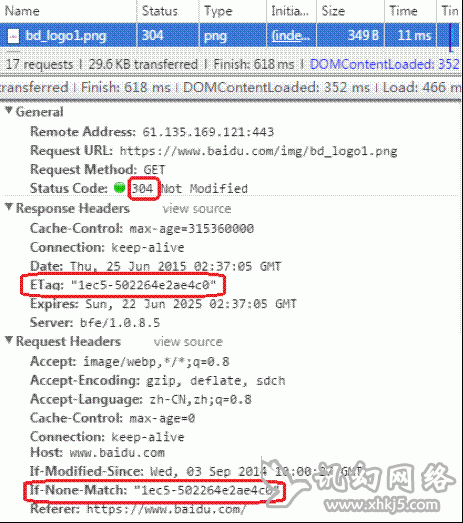 Name Status Type Initia... Size Time Tin
bd_logo1.png 304 png (inde... 349 B 11 ms
17 requests | 29.6 KB transferred | Finish: 618 ms | DOMContentLoaded: 352
transferred | Finish: 618 ms | DOMContentLoaded: 352 ms | Load: 466 m
General
Remote Address: 61.135.169.121:443
Request URL: https://www.baidu.com/img/bd_logo1.png
Request Method: GET
Status Code: 304 Not Modified
Response Headers view source
Cache-Control: max-age=315360000
Connection: keep-alive
Date: Thu, 25 Jun 2015 02:37:05 GMT
ETag: "1ec5-502264e2ae4c0"
Expires: Sun, 22 Jun 2025 02:37:05 GMT
Server: bfe/1.0.8.5
Request Headers view source
Accept: image/webp,*/*;q=0.8
Accept-Encoding: gzip, deflate, sdch
Accept-Language: zh-CN,zh;q=0.8
Cache-Control: max-age=0
Connection: keep-alive
Host: www.baidu.com
If-Modified-Since: Wed, 03 Sep 2014 10:00:27 GMT
If-None-Match: "1ec5-502264e2ae4c0"
Referer: https://www.baidu.com/
讯幻网络
www.xhkj5.com